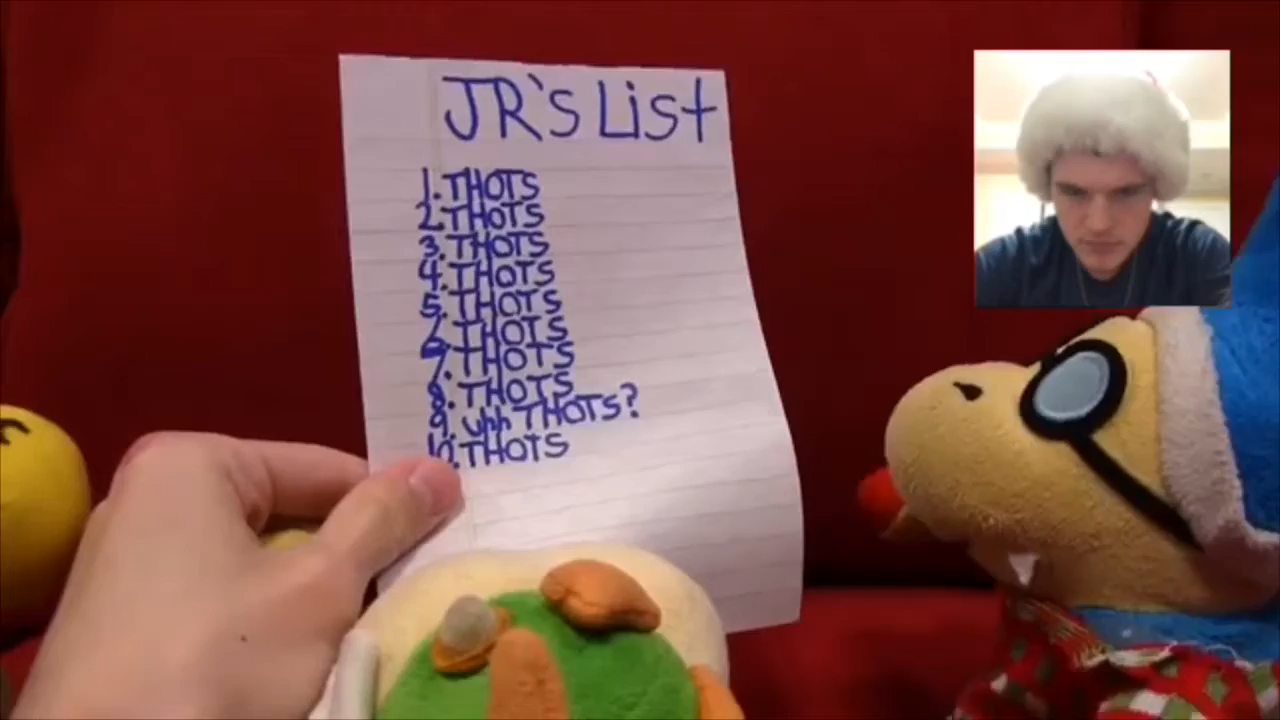 JR's List
1. THOTS
2. THOTS
3. THOTS
4. THOTS
5. THOTS
6. THOTS
7. THOTS
8. THOTS
9. uhh THOTS?
10. THOTS